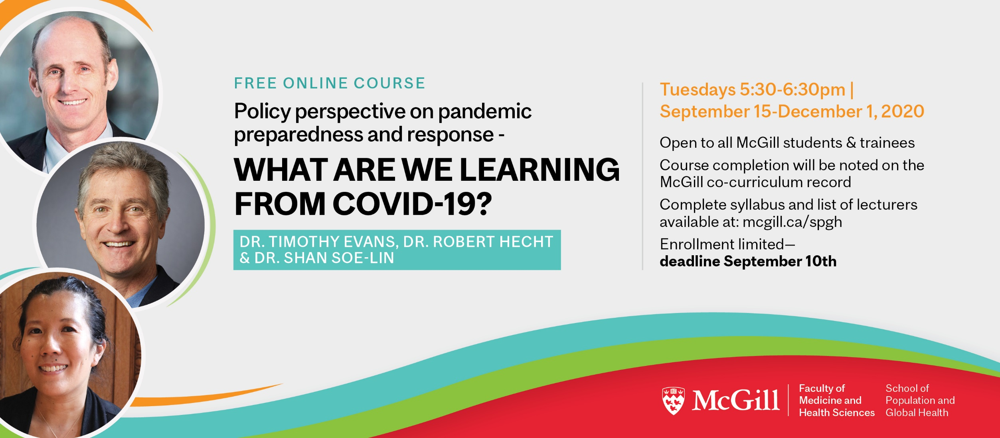 FREE ONLINE COURSE
Policy perspective on pandemic
preparedness and response -
WHAT ARE WE LEARNING
FROM COVID-19?
DR. TIMOTHY EVANS, DR. ROBERT HECHT
& DR. SHAN SOE-LIN
Tuesdays 5:30-6:30pm |
September 15-December 1, 2020
Open to all McGill students & trainees
Course completion will be noted on the
McGill co-curriculum record
Complete syllabus and list of lecturers
available at: mcgill.ca/spgh
Enrollment limited—
deadline September 10th
McGill
Faculty of
Medicine and
Health Sciences
School of
Population and
Global Health